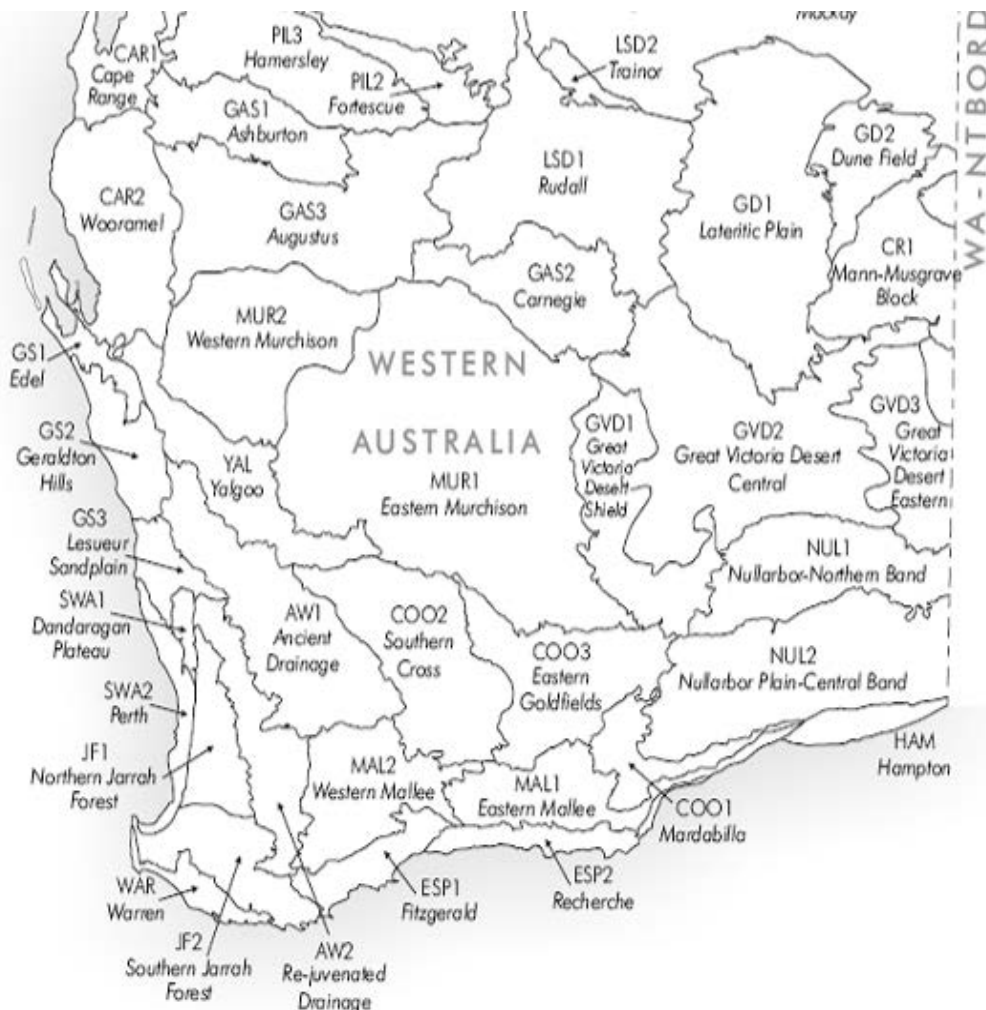 Mackay
CAR1
Cape
Range
PIL3
Hamersley
PIL2
Fortescue
LSD2
Trainor
WA-NTBORD
GAS1
Ashburton
GD2
Dune Field
LSD1
Rudall
CAR2
Wooramel
GAS3
Augustus
GD1
Lateritic Plain
CR1
Mann-Musgrave
Block
GAS2
Carnegie
MUR2
Western Murchison
GS1
Edel
WESTERN
AUSTRALIA
GVD1
Great
Victoria
Desert
Shield
GVD2
Great Victoria Desert
Central
GVD3
Great
Victoria
Desert
Eastern
GS2
Geraldton
Hills
YAL
Yalgoo
MUR1
Eastern Murchison
GS3
Lesueur
Sandplain
NUL1
Nullarbor-Northern Band
SWA1
Dandaragan
Plateau
AW1
Ancient
Drainage
COO2
Southern
Cross
COO3
Eastern
Goldfields
NUL2
Nullarbor Plain-Central Band
SWA2
Perth
JF1
Northern Jarrah
Forest
MAL2
Western Mallee
MAL1
Eastern Mallee
HAM
Hampton
COO1
Mardabilla
WAR
Warren
ESP1
Fitzgerald
ESP2
Recherche
JF2
Southern Jarrah
Forest
AW2
Re-juvenated
Drainage